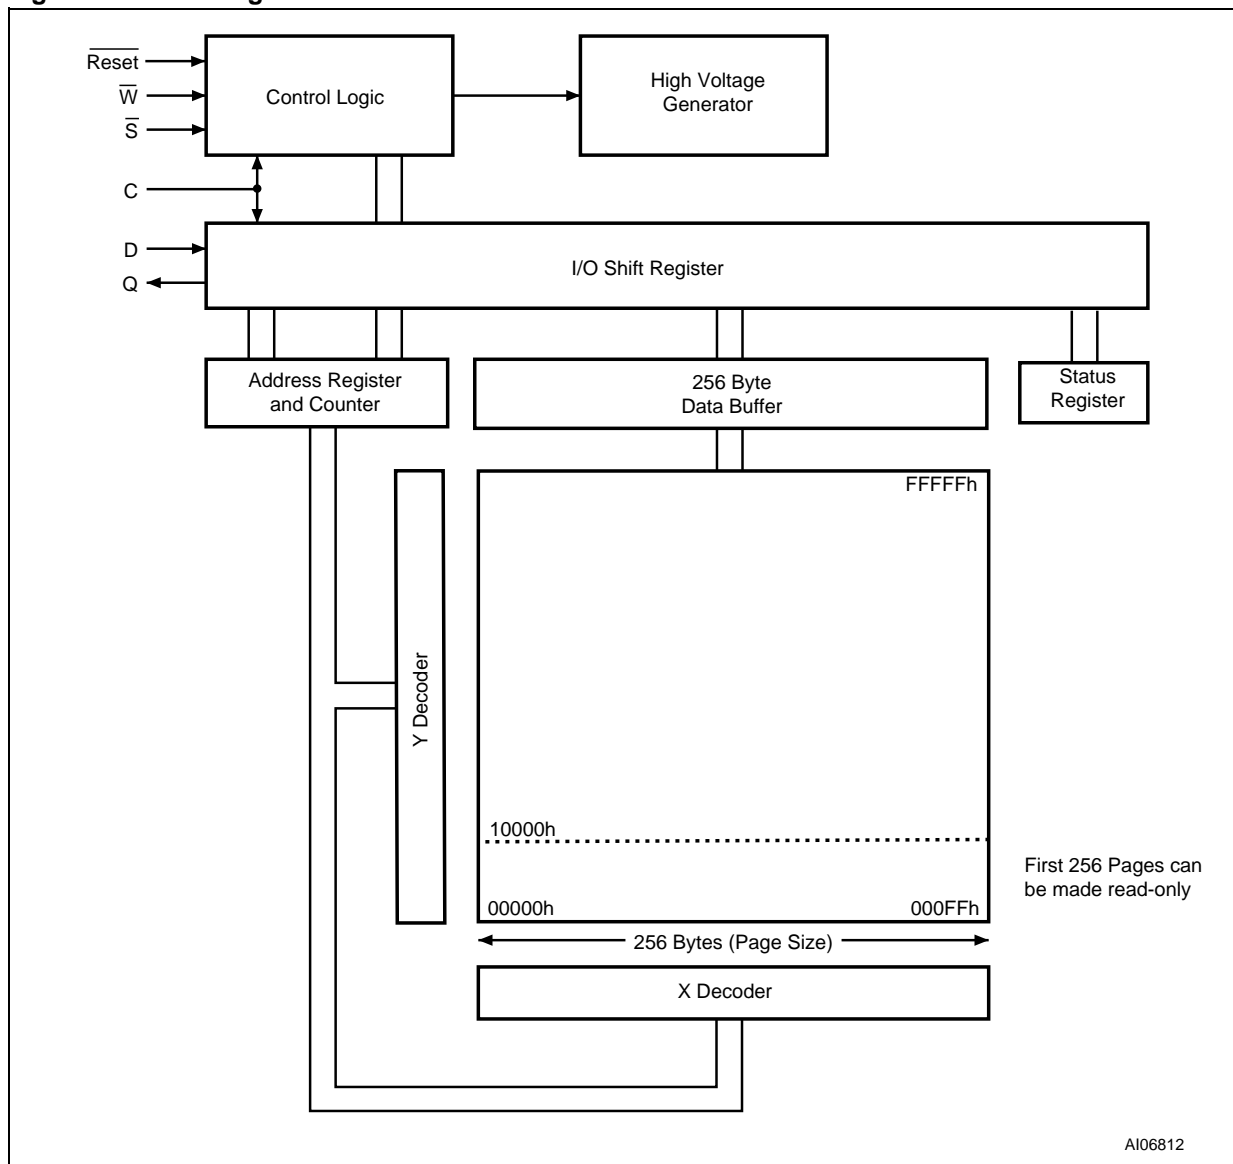 Reset
W
S
C
D
Q
Control Logic
High Voltage
Generator
I/O Shift Register
Address Register
and Counter
256 Byte
Data Buffer
Status
Register
FFFFFh
Y Decoder
10000h
First 256 Pages can
be made read-only
00000h
000FFh
256 Bytes (Page Size)
X Decoder
AI06812